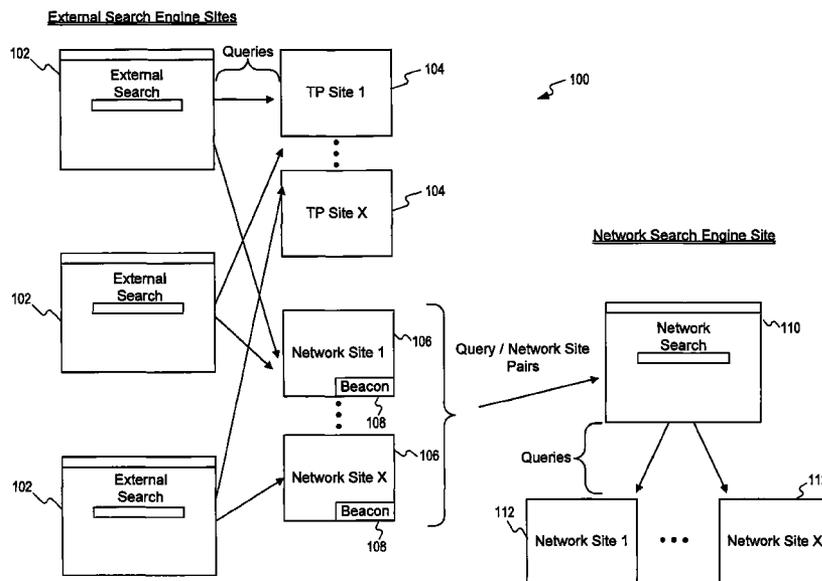 External Search Engine Sites
102
External
Search
Queries
TP Site 1
104
100
TP Site X
104
102
External
Search
Network Search Engine Site
Network Site 1
106
Beacon
108
Query / Network Site
Pairs
Network
Search
110
102
External
Search
Network Site X
106
Beacon
108
Queries
112
Network Site 1
Network Site X